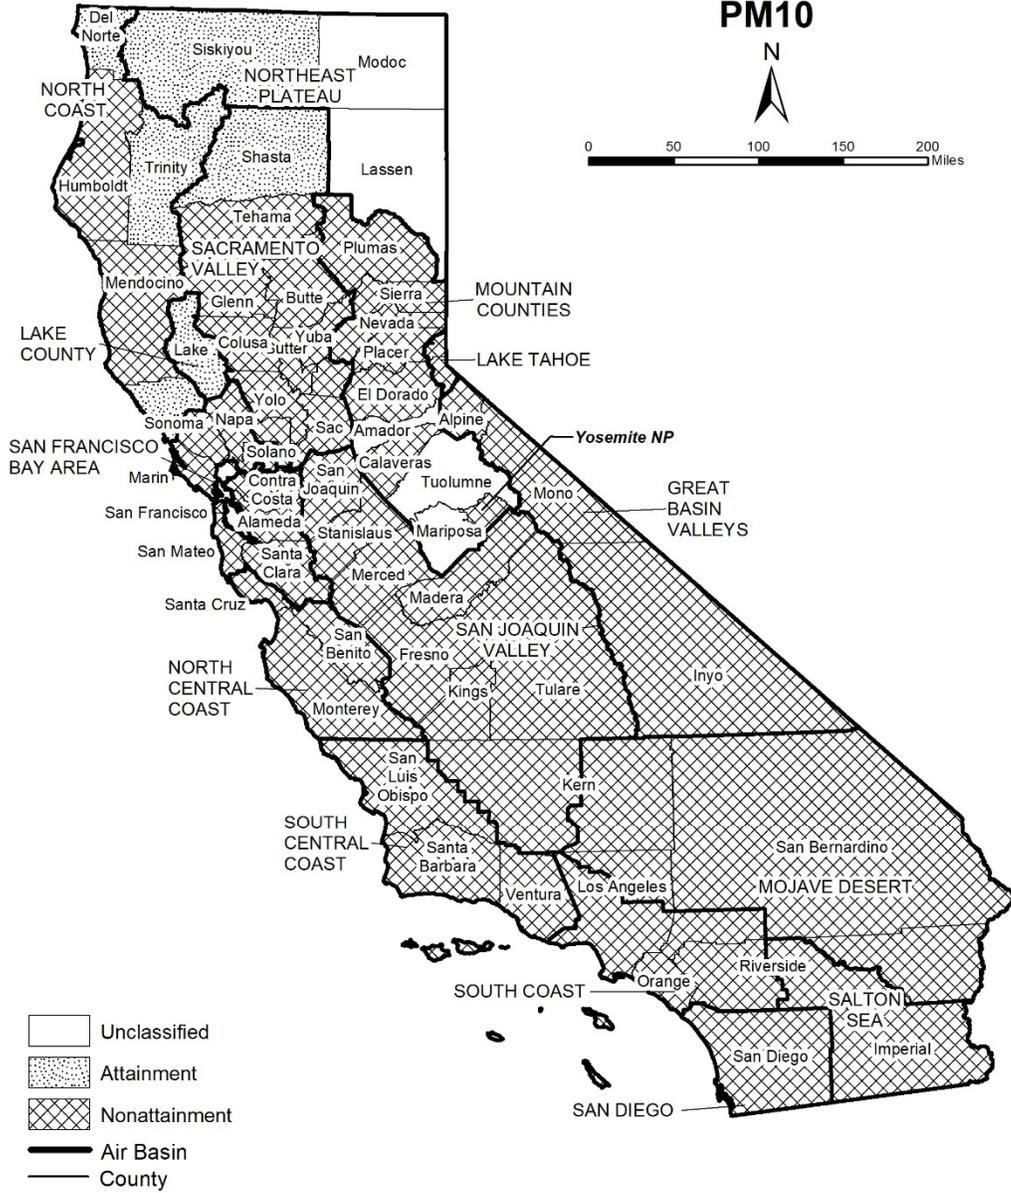 PM10
N
0 50 100 150 200
Miles
Del
Norte
Siskiyou
Modoc
NORTHEAST
PLATEAU
NORTH
COAST
Trinity
Shasta
Lassen
Humboldt
Tehama
SACRAMENTO
VALLEY
Plumas
Mendocino
Glenn
Butte
Sierra
MOUNTAIN
COUNTIES
Nevada
LAKE
COUNTY
Lake
Colusa
Sutter
Yuba
Placer
LAKE TAHOE
El Dorado
Yolo
Sonoma
Napa
Sac
Amador
Alpine
Yosemite NP
SAN FRANCISCO
BAY AREA
Solano
Calaveras
Marin
Contra
Costa
San
Joaquin
Tuolumne
Mono
GREAT
BASIN
VALLEYS
San Francisco
Alameda
Stanislaus
Mariposa
San Mateo
Santa
Clara
Merced
Santa Cruz
Madera
San
Benito
Fresno
SAN JOAQUIN
VALLEY
NORTH
CENTRAL
COAST
Monterey
Kings
Tulare
Inyo
San
Luis
Obispo
Kern
SOUTH
CENTRAL
COAST
Santa
Barbara
San Bernardino
Ventura
Los Angeles
MOJAVE DESERT
Orange
Riverside
SOUTH COAST
SALTON
SEA
San Diego
Imperial
SAN DIEGO
Unclassified
Attainment
Nonattainment
Air Basin
County